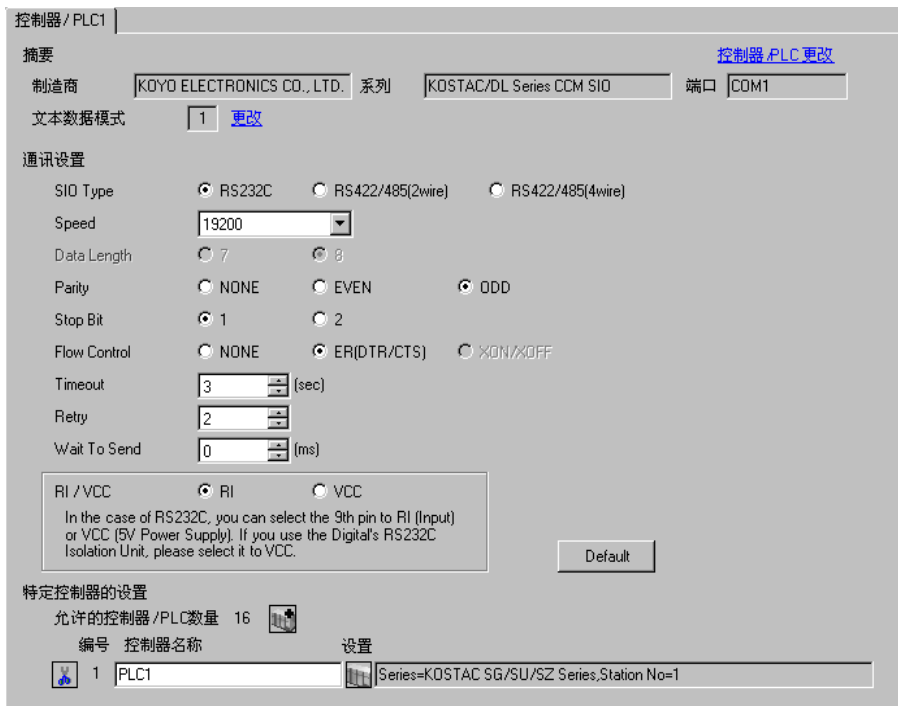 控制器/PLC1
摘要 控制器/PLC更改
制造商 KOYO ELECTRONICS CO., LTD. 系列 KOSTAC/DL Series CCM SIO 端口 COM1
文本数据模式 1 更改
通讯设置
SIO Type RS232C RS422/485(2wire) RS422/485(4wire)
Speed 19200
Data Length 7 8
Parity NONE EVEN ODD
Stop Bit 1 2
Flow Control NONE ER(DTR/CTS) XON/XOFF
Timeout 3 (sec)
Retry 2
Wait To Send 0 (ms)
RI / VCC RI VCC
In the case of RS232C, you can select the 9th pin to RI (Input)
or VCC (5V Power Supply). If you use the Digital's RS232C
Isolation Unit, please select it to VCC.
Default
特定控制器的设置
允许的控制器/PLC数量 16
编号 控制器名称 设置
1 PLC1 Series=KOSTAC SG/SU/SZ Series,Station No=1